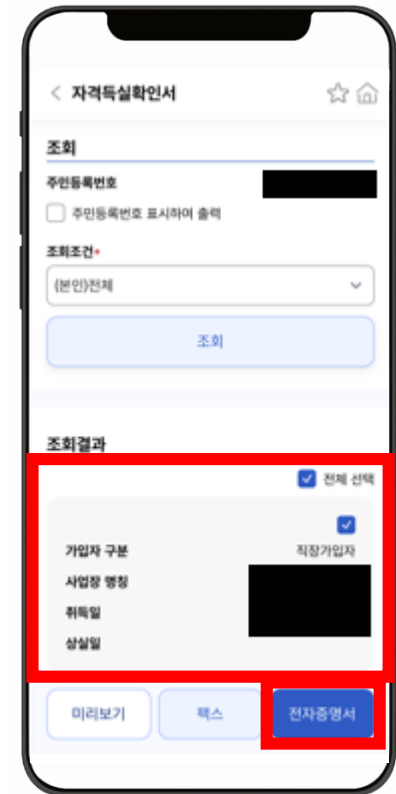 자격득실확인서
조회
주민등록번호
주민등록번호 표시하여 출력
조회조건*
(본인)전체
조회
조회결과
전체 선택
가입자 구분 직장가입자
사업장 명칭
취득일
상실일
미리보기 팩스 전자증명서